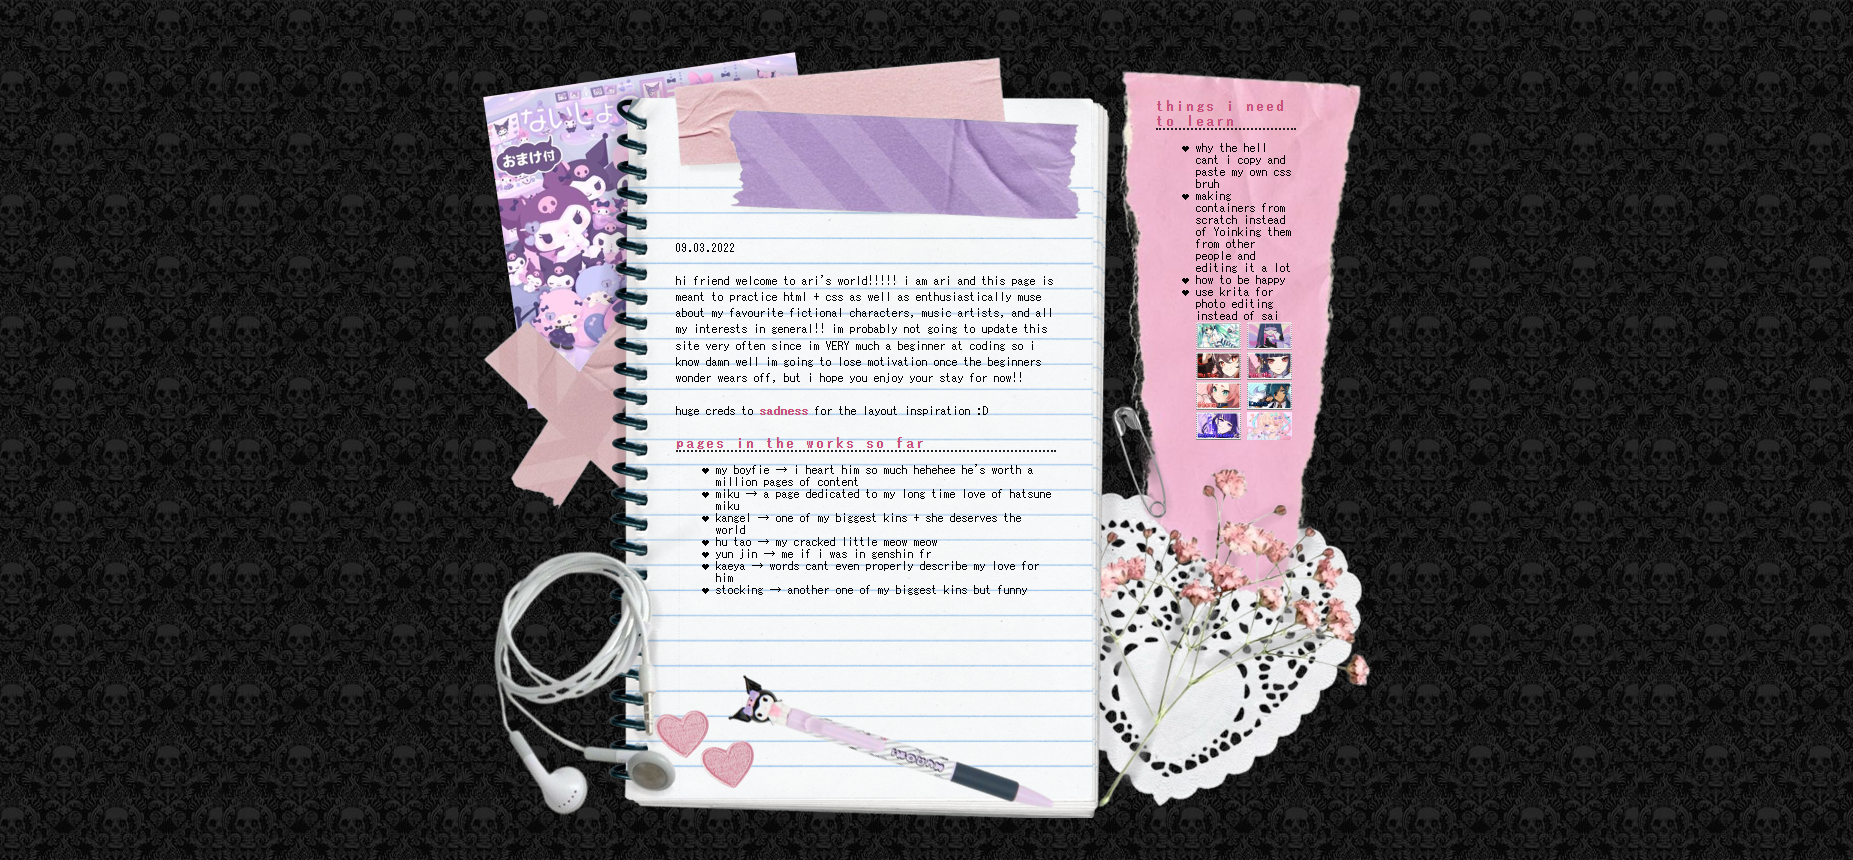 ないしょ
おまけ付
09.03.2022
hi friend welcome to ari's world!!!!! i am ari and this page is
meant to practice html + css as well as enthusiastically muse
about my favourite fictional characters, music artists, and all
my interests in general!! im probably not going to update this
site very often since im VERY much a beginner at coding so i
know damn well im going to lose motivation once the beginners
wonder wears off, but i hope you enjoy your stay for now!!
huge creds to sadness for the layout inspiration :D
pages in the works so far
♥ my boyfie → i heart him so much hehehee he's worth a
million pages of content
♥ miku → a page dedicated to my long time love of hatsune
miku
♥ kangel → one of my biggest kins + she deserves the
world
♥ hu tao → my cracked little meow meow
♥ yun jin → me if i was in genshin fr
♥ kaeya → words cant even properly describe my love for
him
♥ stocking → another one of my biggest kins but funny
things i need
to learn
♥ why the hell
cant i copy and
paste my own css
bruh
♥ making
containers from
scratch instead
of Yoinking them
from other
people and
editing it a lot
♥ how to be happy
♥ use krita for
photo editing
instead of sai